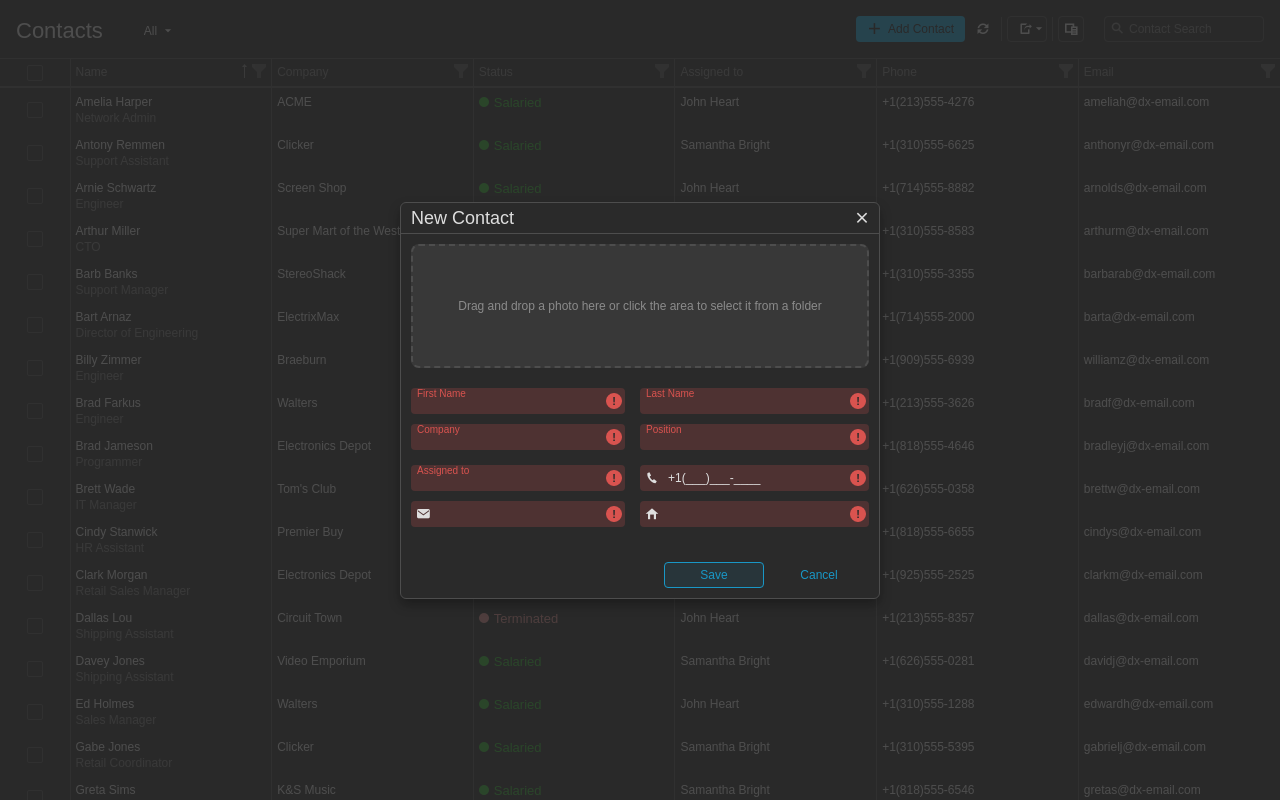 Contacts
All
Add Contact
Contact Search
Name Company Status Assigned to Phone Email
Amelia Harper ACME Salaried John Heart +1(213)555-4276 ameliah@dx-email.com
Network Admin
Antony Remmen Clicker Salaried Samantha Bright +1(310)555-6625 anthonyr@dx-email.com
Support Assistant
Arnie Schwartz Screen Shop Salaried John Heart +1(714)555-8882 arnolds@dx-email.com
Engineer
Arthur Miller Super Mart of the West +1(310)555-8583 arthurm@dx-email.com
CTO
Barb Banks StereoShack +1(310)555-3355 barbarab@dx-email.com
Support Manager
Bart Arnaz ElectrixMax +1(714)555-2000 barta@dx-email.com
Director of Engineering
Billy Zimmer Braeburn +1(909)555-6939 williamz@dx-email.com
Engineer
Brad Farkus Walters +1(213)555-3626 bradf@dx-email.com
Engineer
Brad Jameson Electronics Depot +1(818)555-4646 bradleyj@dx-email.com
Programmer
Brett Wade Tom's Club +1(626)555-0358 brettw@dx-email.com
IT Manager
Cindy Stanwick Premier Buy +1(818)555-6655 cindys@dx-email.com
HR Assistant
Clark Morgan Electronics Depot +1(925)555-2525 clarkm@dx-email.com
Retail Sales Manager
Dallas Lou Circuit Town Terminated John Heart +1(213)555-8357 dallas@dx-email.com
Shipping Assistant
Davey Jones Video Emporium Salaried Samantha Bright +1(626)555-0281 davidj@dx-email.com
Shipping Assistant
Ed Holmes Walters Salaried John Heart +1(310)555-1288 edwardh@dx-email.com
Sales Manager
Gabe Jones Clicker Salaried Samantha Bright +1(310)555-5395 gabrielj@dx-email.com
Retail Coordinator
Greta Sims K&S Music Salaried Samantha Bright +1(818)555-6546 gretas@dx-email.com
New Contact
Drag and drop a photo here or click the area to select it from a folder
First Name
Last Name
Company
Position
Assigned to
+1(___)___-____
Save
Cancel